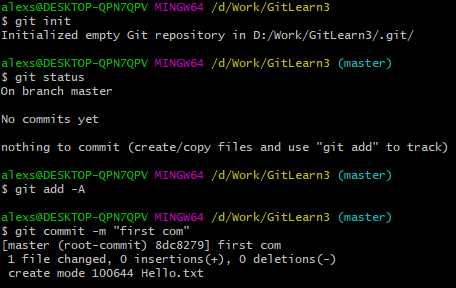 alexs@DESKTOP-QPN7QPV MINGW64 /d/Work/GitLearn3
$ git init
Initialized empty Git repository in D:/Work/GitLearn3/.git/
alexs@DESKTOP-QPN7QPV MINGW64 /d/Work/GitLearn3 (master)
$ git status
On branch master
No commits yet
nothing to commit (create/copy files and use "git add" to track)
alexs@DESKTOP-QPN7QPV MINGW64 /d/Work/GitLearn3 (master)
$ git add -A
alexs@DESKTOP-QPN7QPV MINGW64 /d/Work/GitLearn3 (master)
$ git commit -m "first com"
[master (root-commit) 8dc8279] first com
 1 file changed, 0 insertions(+), 0 deletions(-)
 create mode 100644 Hello.txt